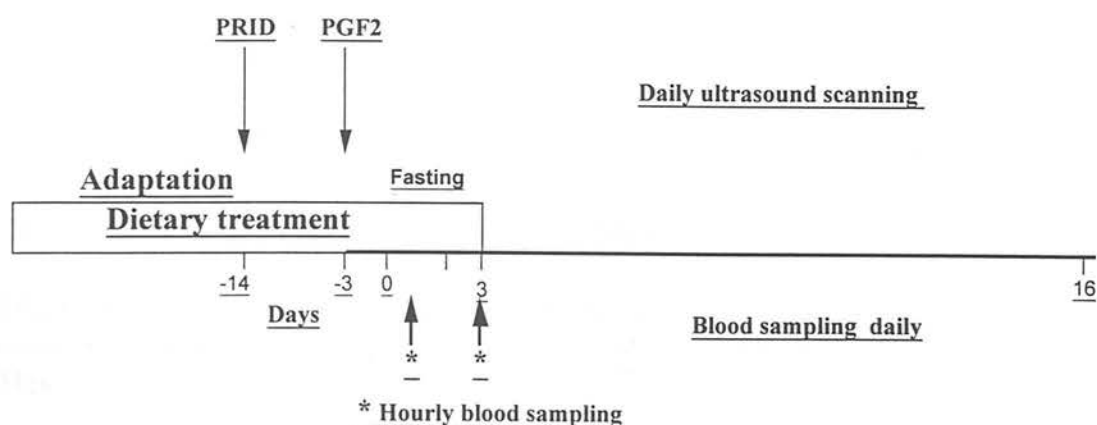 PRID PGF2
Daily ultrasound scanning
Adaptation Fasting
Dietary treatment
-14 -3 0 3 16
Days Blood sampling daily
* *
* Hourly blood sampling